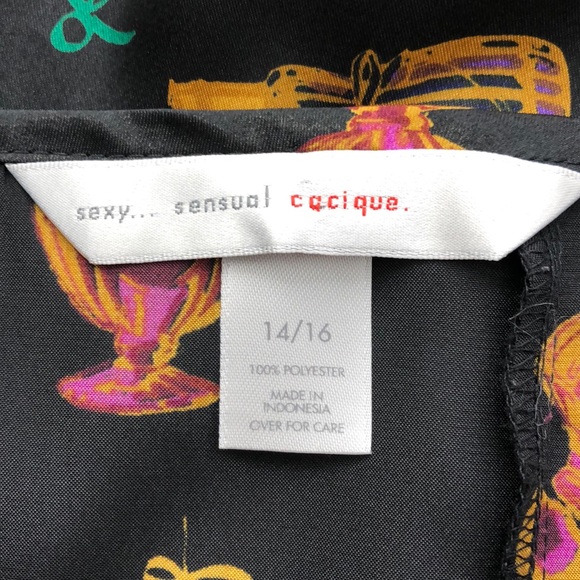 &
sexy... sensual cacique.
14/16
100% POLYESTER
MADE IN
INDONESIA
OVER FOR CARE